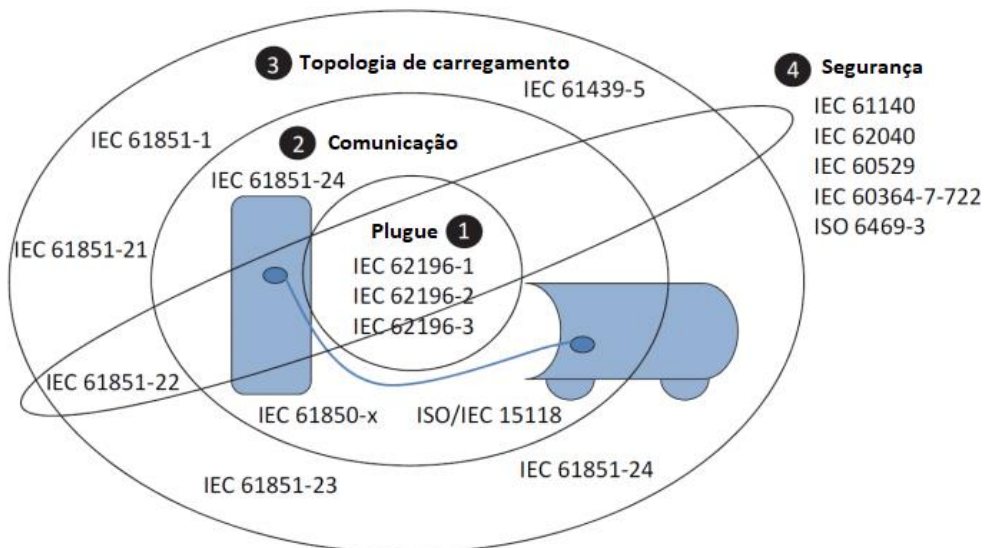 3 Topologia de carregamento
4 Segurança
IEC 61439-5
IEC 61140
IEC 61851-1
2 Comunicação
IEC 62040
IEC 61851-24
IEC 60529
IEC 60364-7-722
Plugue 1
ISO 6469-3
IEC 61851-21
IEC 62196-1
IEC 62196-2
IEC 62196-3
IEC 61851-22
IEC 61850-x
ISO/IEC 15118
IEC 61851-24
IEC 61851-23